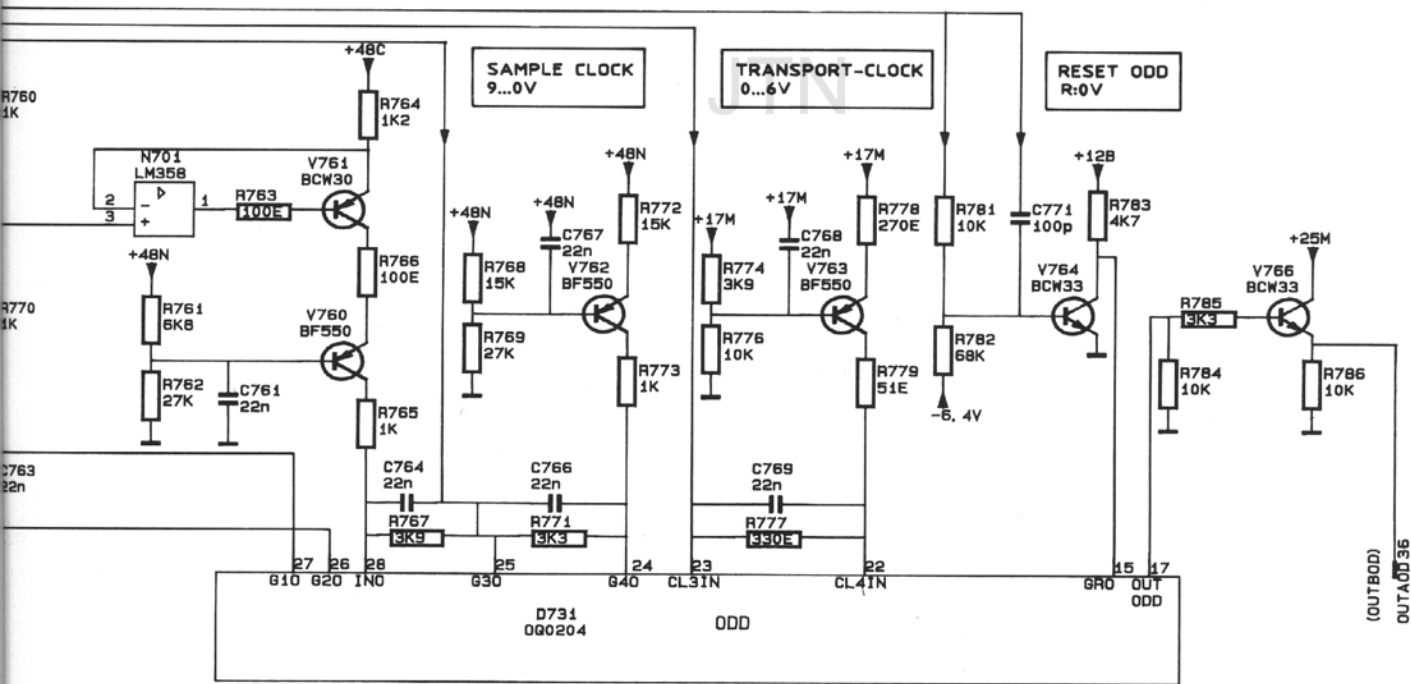 +48C
SAMPLE CLOCK
9...0V
TRANSPORT-CLOCK
0...6V
RESET ODD
R:0V
JTN
R760
1K
R764
1K2
N701
LM358
2
3
1
R763
100E
V761
BCW30
+48N
R761
6K8
R762
27K
C761
22n
R766
100E
V760
BF550
R765
1K
R770
1K
C763
22n
+48N
R768
15K
R769
27K
+48N
C767
22n
V762
BF550
+48N
R772
15K
R773
1K
+17M
R774
3K9
R776
10K
+17M
C768
22n
V763
BF550
+17M
R778
270E
R779
51E
R781
10K
R782
68K
-6,4V
C771
100p
V764
BCW33
+12B
R783
4K7
R785
3K3
R784
10K
+25M
V766
BCW33
R786
10K
C764
22n
C766
22n
R767
3K9
R771
3K3
C769
22n
R777
330E
27
26
28
25
24
23
22
15
17
G10
G20
IN0
G30
G40
CL3IN
CL4IN
GRO
OUT
ODD
D731
OQ0204
ODD
(OUTBOD)
OUTAOD36